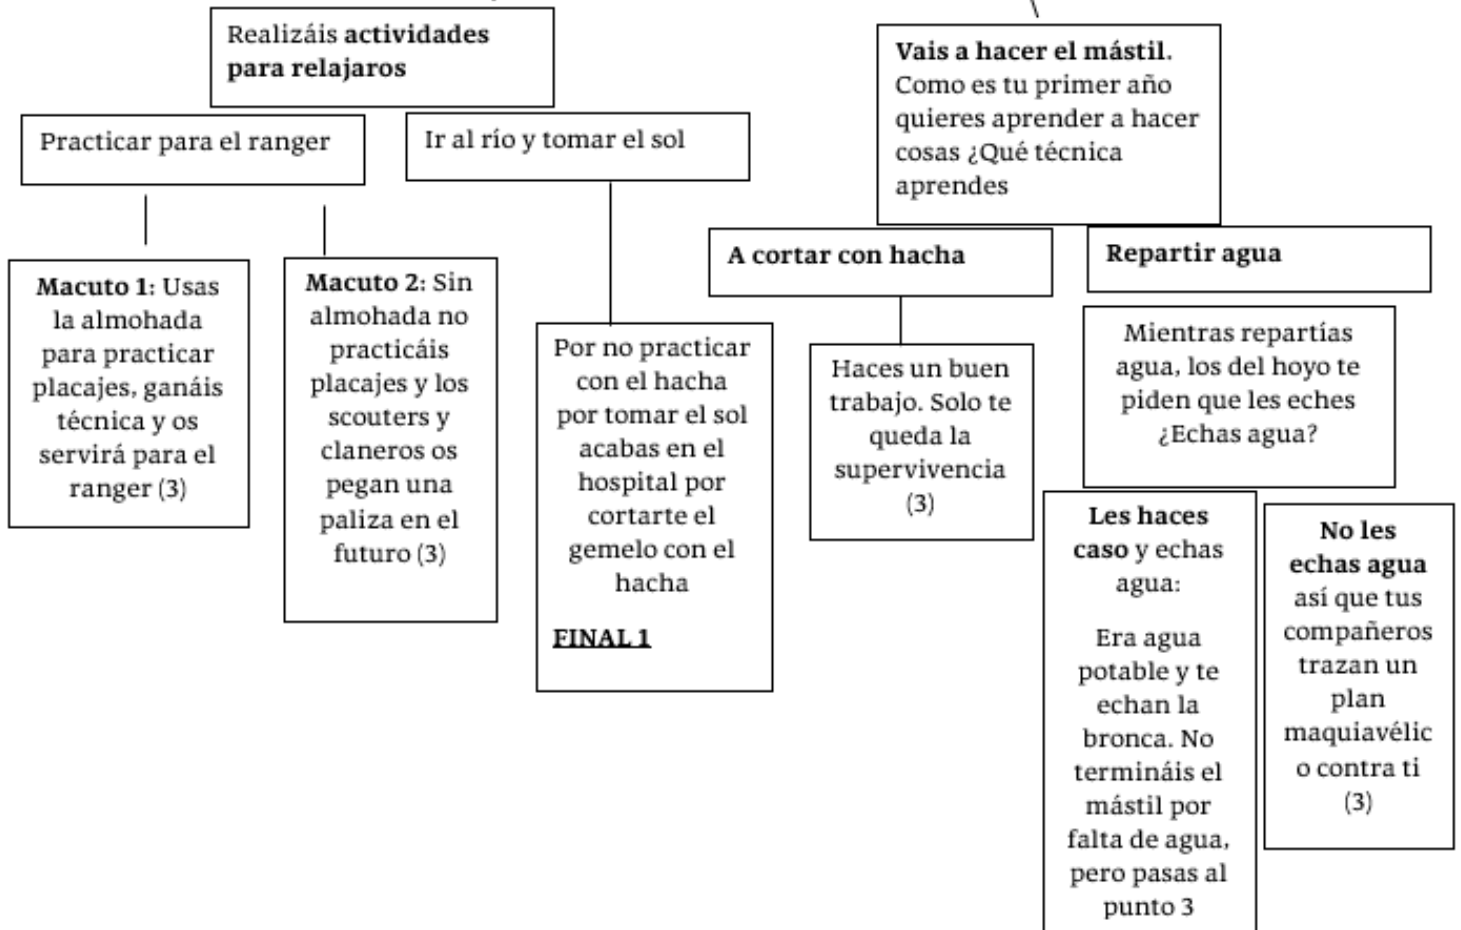 Realizáis actividades
para relajaros
Practicar para el ranger
Ir al río y tomar el sol
Macuto 1: Usas
la almohada
para practicar
placajes, ganáis
técnica y os
servirá para el
ranger (3)
Macuto 2: Sin
almohada no
practicáis
placajes y los
scouters y
claneros os
pegan una
paliza en el
futuro (3)
Por no practicar
con el hacha
por tomar el sol
acabas en el
hospital por
cortarte el
gemelo con el
hacha
FINAL 1
Vais a hacer el mástil.
Como es tu primer año
quieres aprender a hacer
cosas ¿Qué técnica
aprendes
A cortar con hacha
Haces un buen
trabajo. Solo te
queda la
supervivencia
(3)
Repartir agua
Mientras repartías
agua, los del hoyo te
piden que les eches
¿Echas agua?
Les haces
caso y echas
agua:
Era agua
potable y te
echan la
bronca. No
termináis el
mástil por
falta de agua,
pero pasas al
punto 3
No les
echas agua
así que tus
compañeros
trazan un
plan
maquiavélic
o contra ti
(3)